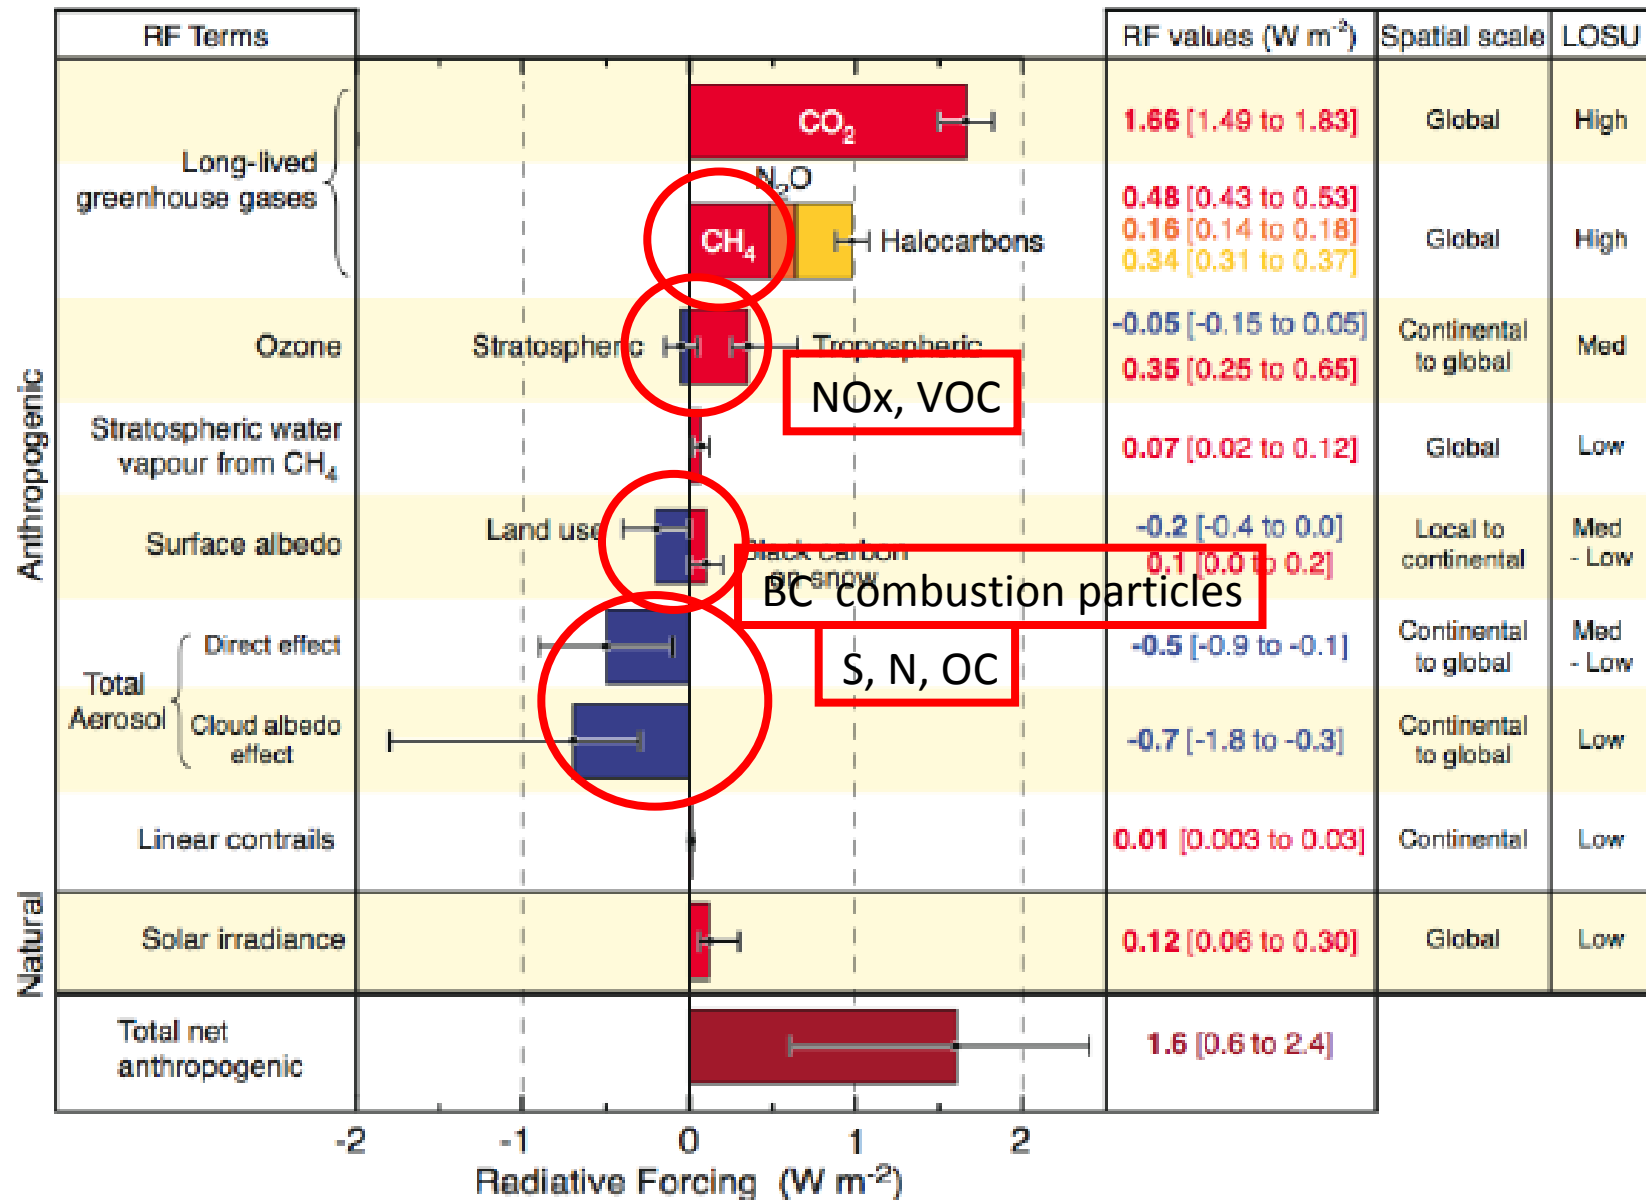 RF Terms
RF values (W m⁻²)
Spatial scale
LOSU
Anthropogenic
Natural
Long-lived
greenhouse gases
CO₂
1.66 [1.49 to 1.83]
Global
High
N₂O
CH₄
Halocarbons
0.48 [0.43 to 0.53]
0.16 [0.14 to 0.18]
0.34 [0.31 to 0.37]
Global
High
Ozone
Stratospheric
Tropospheric
-0.05 [-0.15 to 0.05]
0.35 [0.25 to 0.65]
Continental
to global
Med
NOx, VOC
Stratospheric water
vapour from CH₄
0.07 [0.02 to 0.12]
Global
Low
Surface albedo
Land use
Black carbon
on snow
-0.2 [-0.4 to 0.0]
0.1 [0.0 to 0.2]
Local to
continental
Med
- Low
BC combustion particles
Total
Aerosol
Direct effect
-0.5 [-0.9 to -0.1]
Continental
to global
Med
- Low
S, N, OC
Cloud albedo
effect
-0.7 [-1.8 to -0.3]
Continental
to global
Low
Linear contrails
0.01 [0.003 to 0.03]
Continental
Low
Solar irradiance
0.12 [0.06 to 0.30]
Global
Low
Total net
anthropogenic
1.6 [0.6 to 2.4]
-2 -1 0 1 2
Radiative Forcing (W m⁻²)